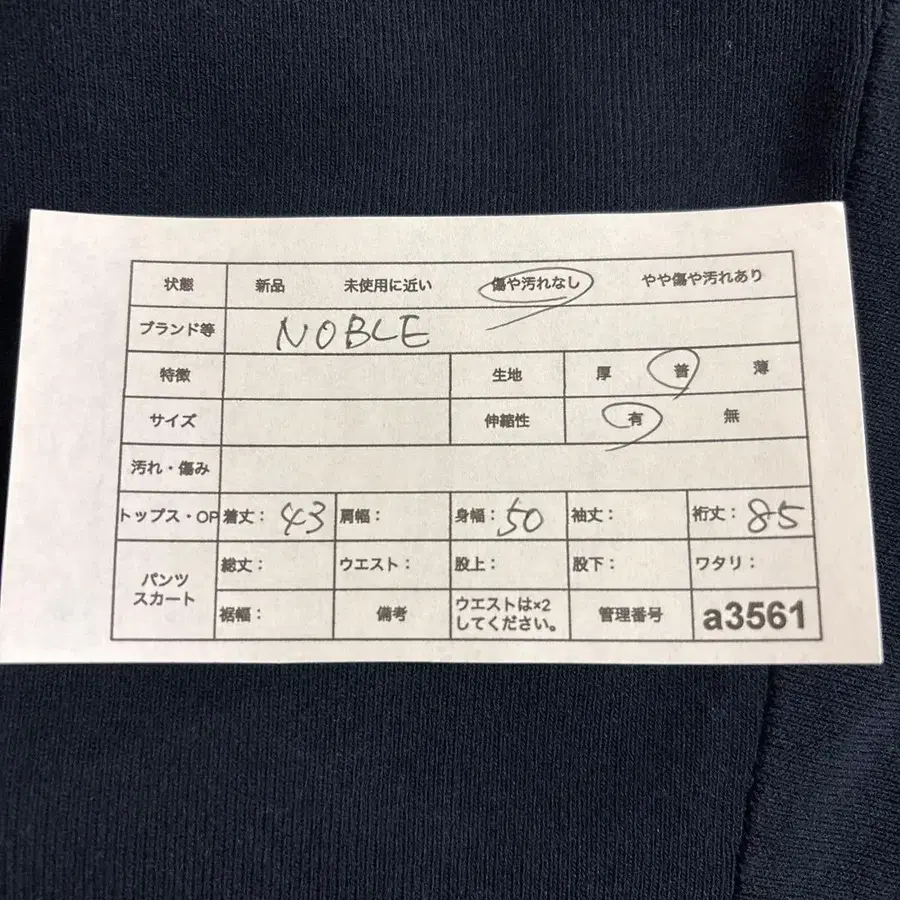 状態 新品 未使用に近い 傷や汚れなし やや傷や汚れあり
ブランド等 NOBLE
特徴 生地 厚 普 薄
サイズ 伸縮性 有 無
汚れ・傷み
トップス・OP 着丈: 43 肩幅: 身幅: 50 袖丈: 裄丈: 85
パンツ スカート 総丈: ウエスト: 股上: 股下: ワタリ:
裾幅: 備考 ウエストは×2 してください。 管理番号 a3561